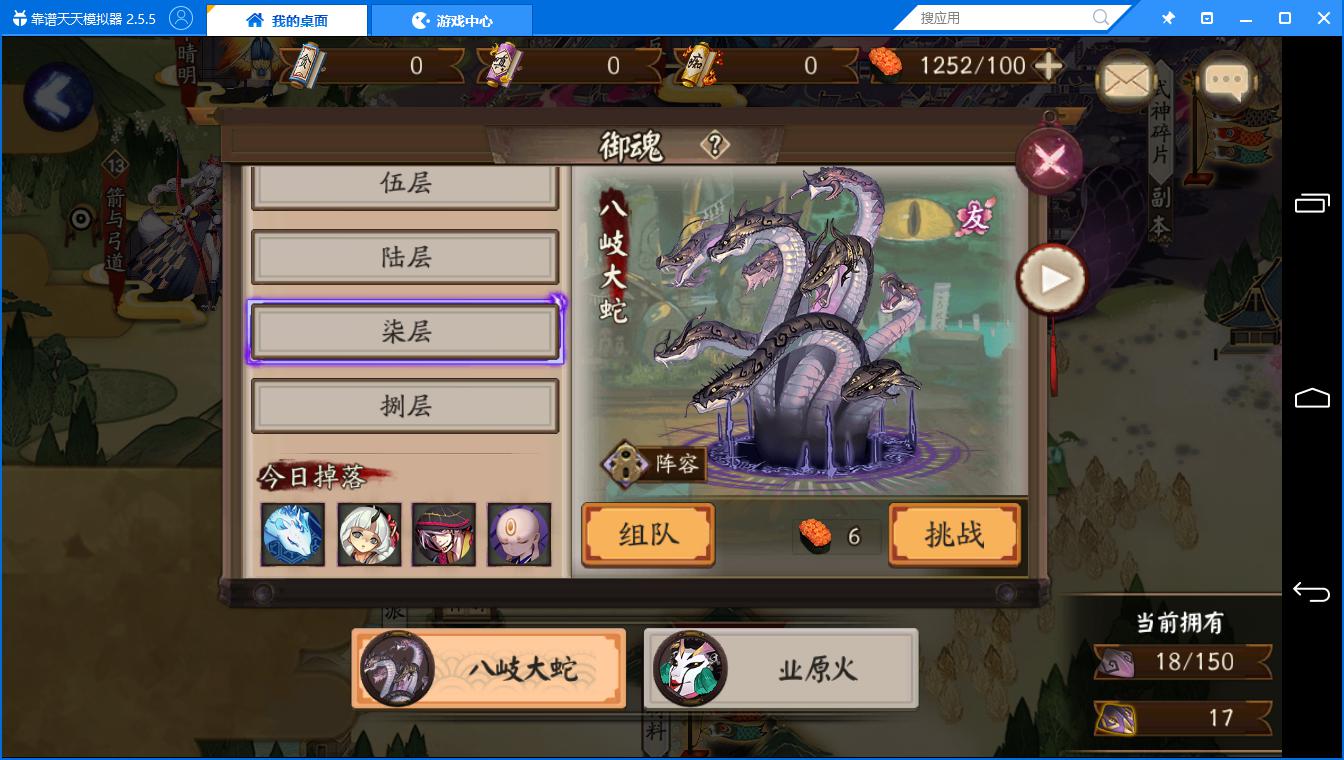 靠谱天天模拟器 2.5.5
我的桌面
游戏中心
搜应用
晴明
0
0
0
1252/100
御魂
?
13
箭与弓道
式神碎片
副本
伍层
陆层
柒层
捌层
八岐大蛇
友
阵容
今日掉落
组队
6
挑战
八岐大蛇
业原火
当前拥有
18/150
17
派
料